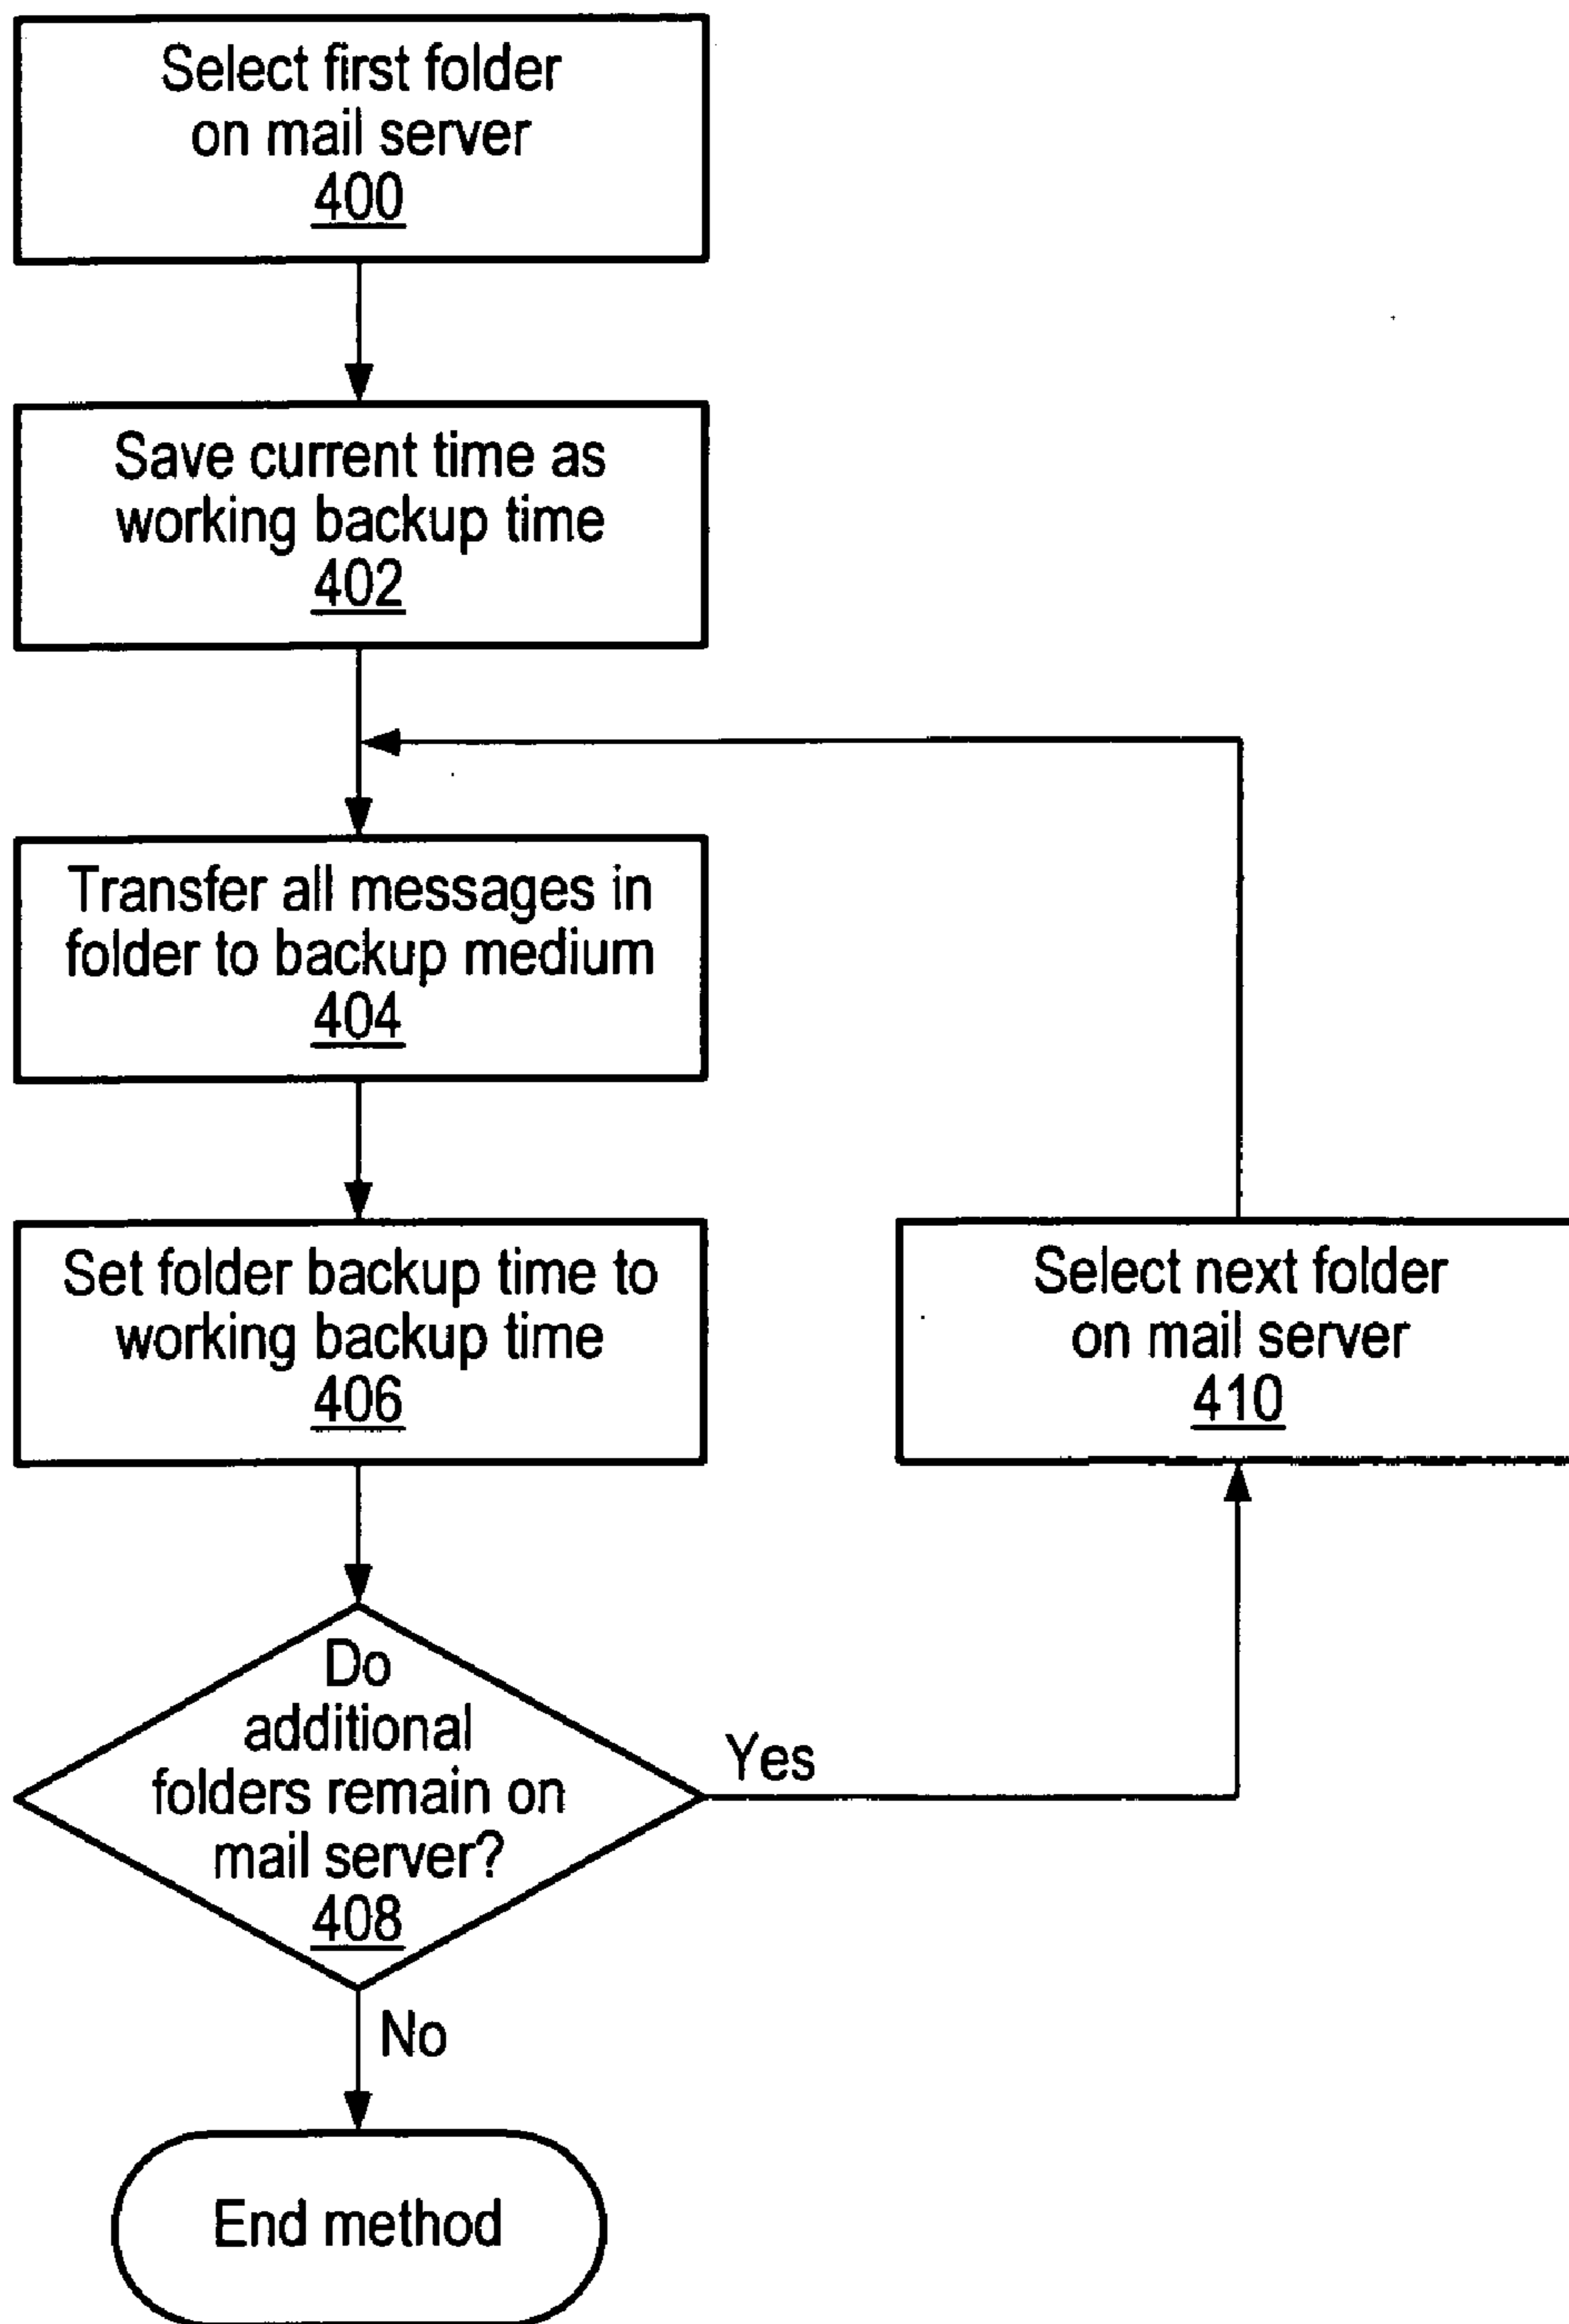 Select first folder
on mail server
400
Save current time as
working backup time
402
Transfer all messages in
folder to backup medium
404
Set folder backup time to
working backup time
406
Select next folder
on mail server
410
Do
additional
folders remain on
mail server?
408
Yes
No
End method